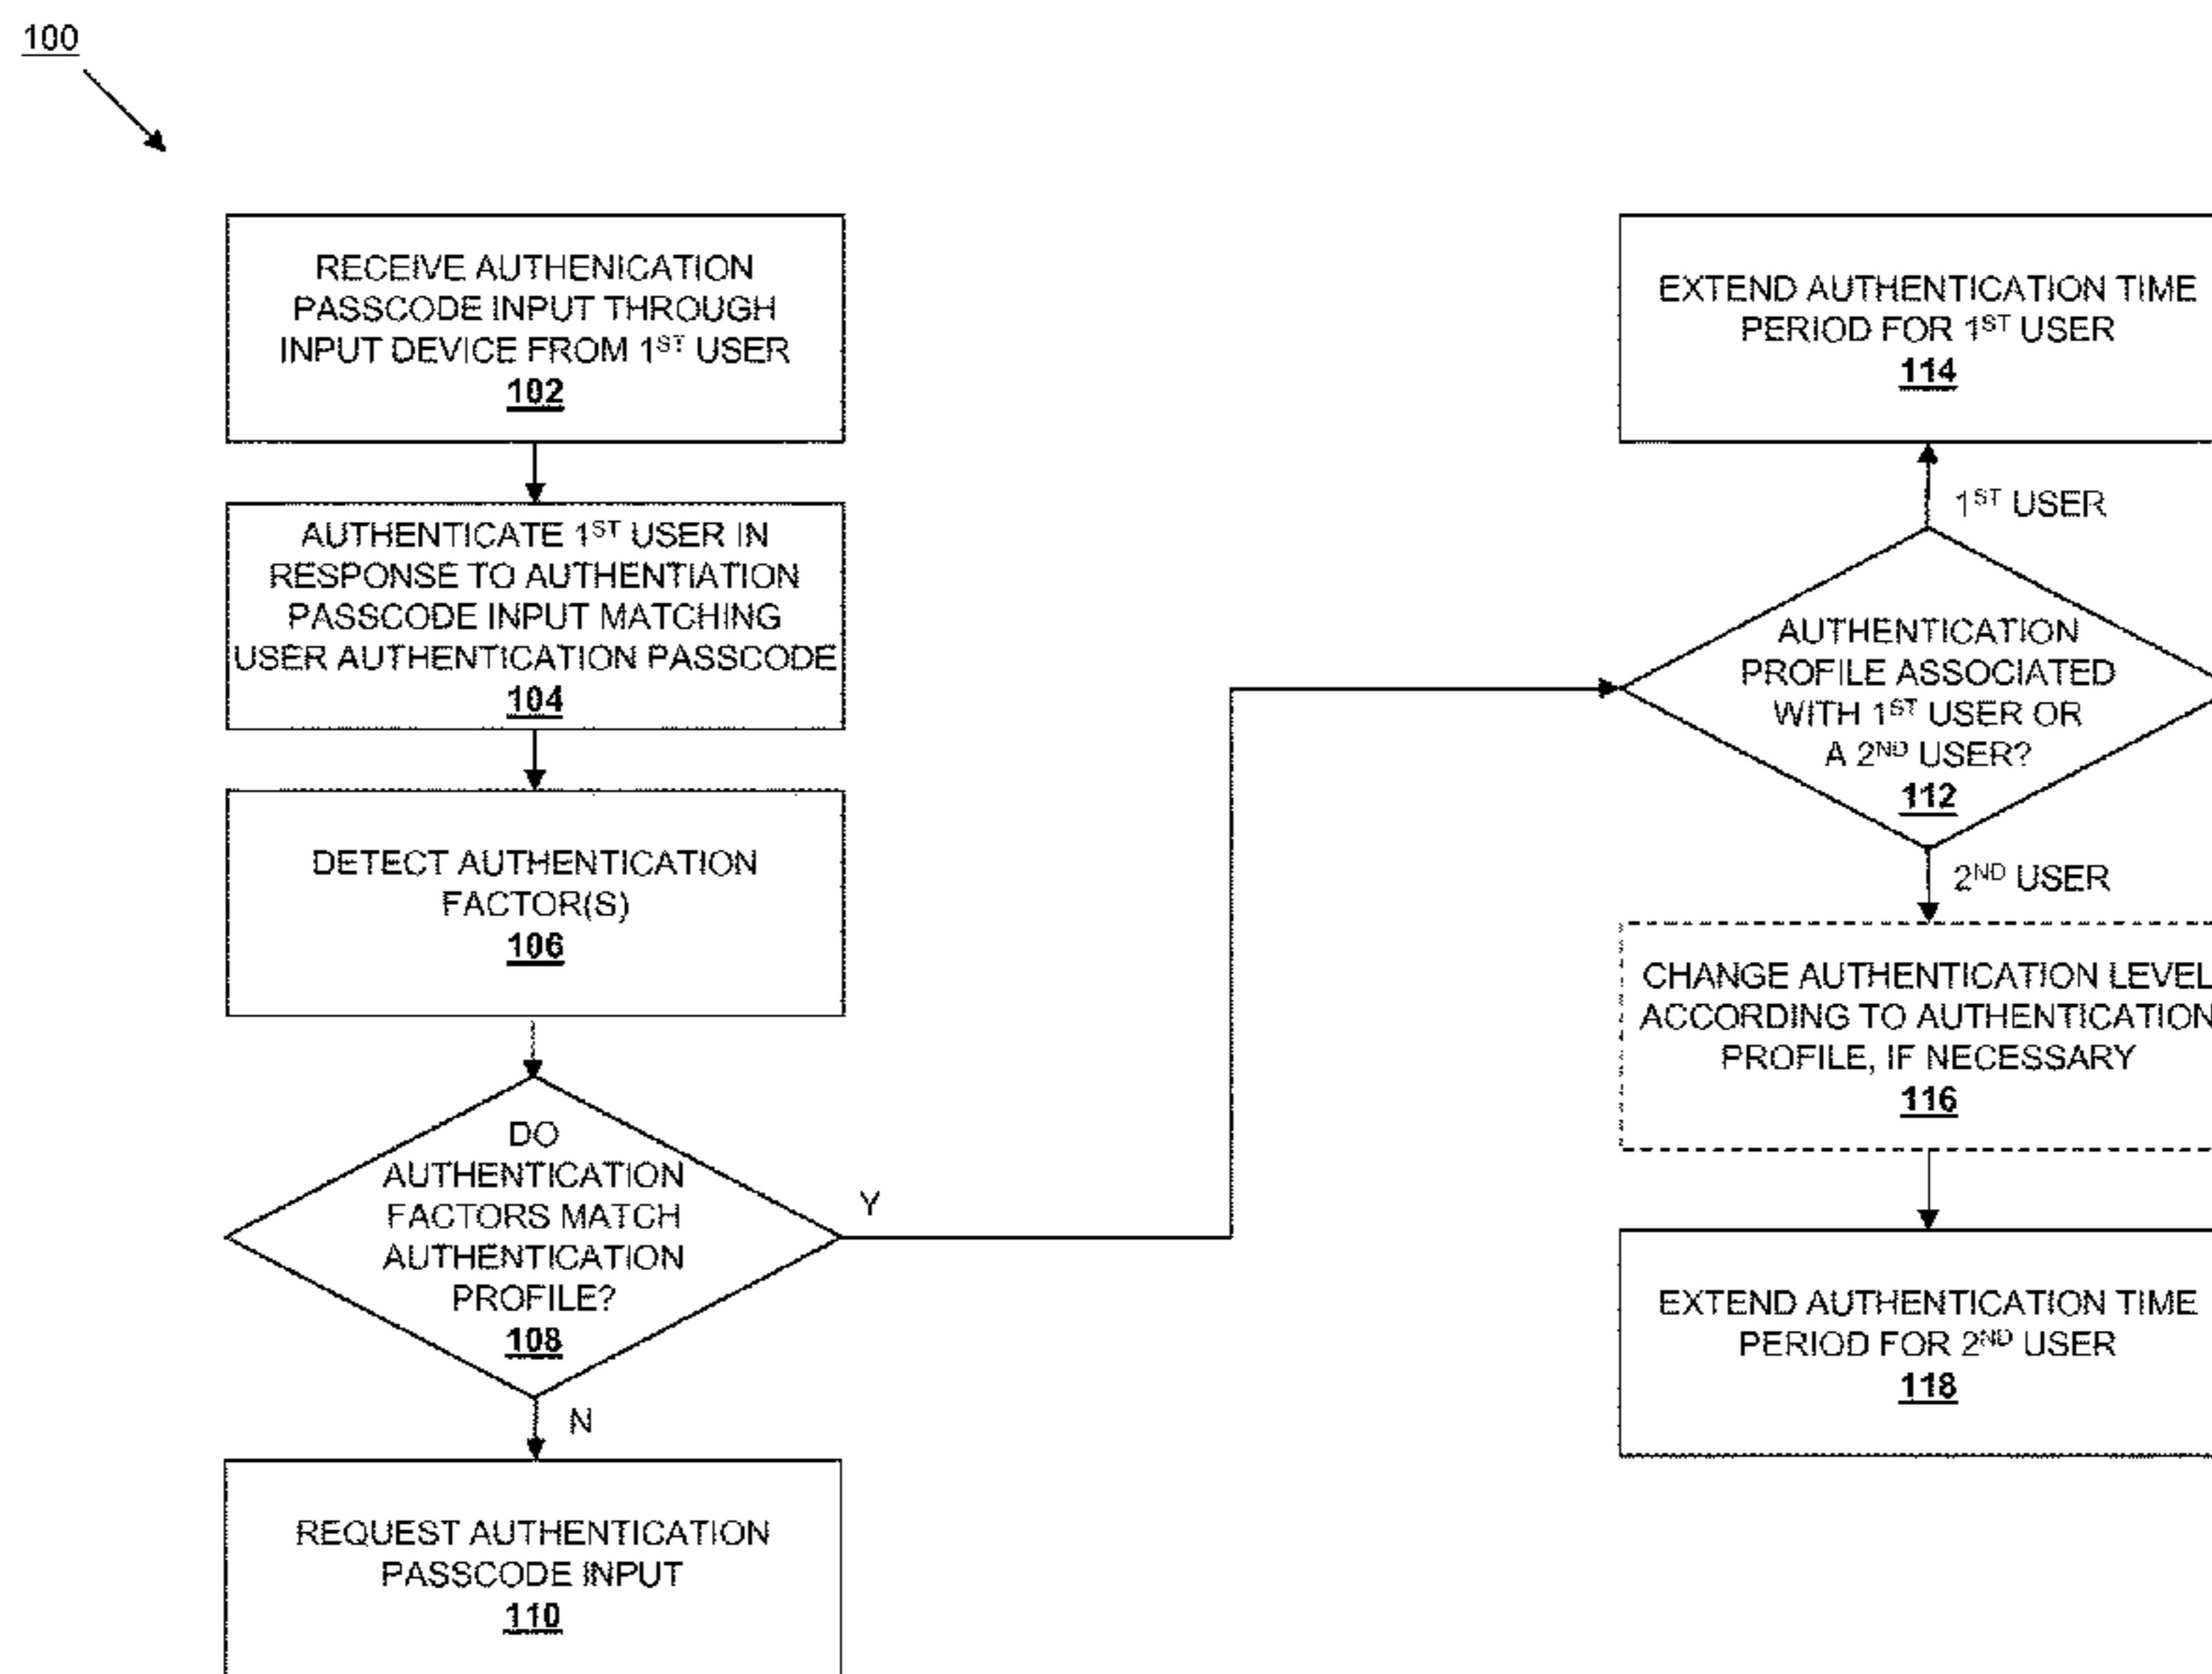 100
RECEIVE AUTHENICATION
PASSCODE INPUT THROUGH
INPUT DEVICE FROM 1ST USER
102
AUTHENTICATE 1ST USER IN
RESPONSE TO AUTHENTIATION
PASSCODE INPUT MATCHING
USER AUTHENTICATION PASSCODE
104
DETECT AUTHENTICATION
FACTOR(S)
106
DO
AUTHENTICATION
FACTORS MATCH
AUTHENTICATION
PROFILE?
108
Y
N
REQUEST AUTHENTICATION
PASSCODE INPUT
110
EXTEND AUTHENTICATION TIME
PERIOD FOR 1ST USER
114
1ST USER
AUTHENTICATION
PROFILE ASSOCIATED
WITH 1ST USER OR
A 2ND USER?
112
2ND USER
CHANGE AUTHENTICATION LEVEL
ACCORDING TO AUTHENTICATION
PROFILE, IF NECESSARY
116
EXTEND AUTHENTICATION TIME
PERIOD FOR 2ND USER
118